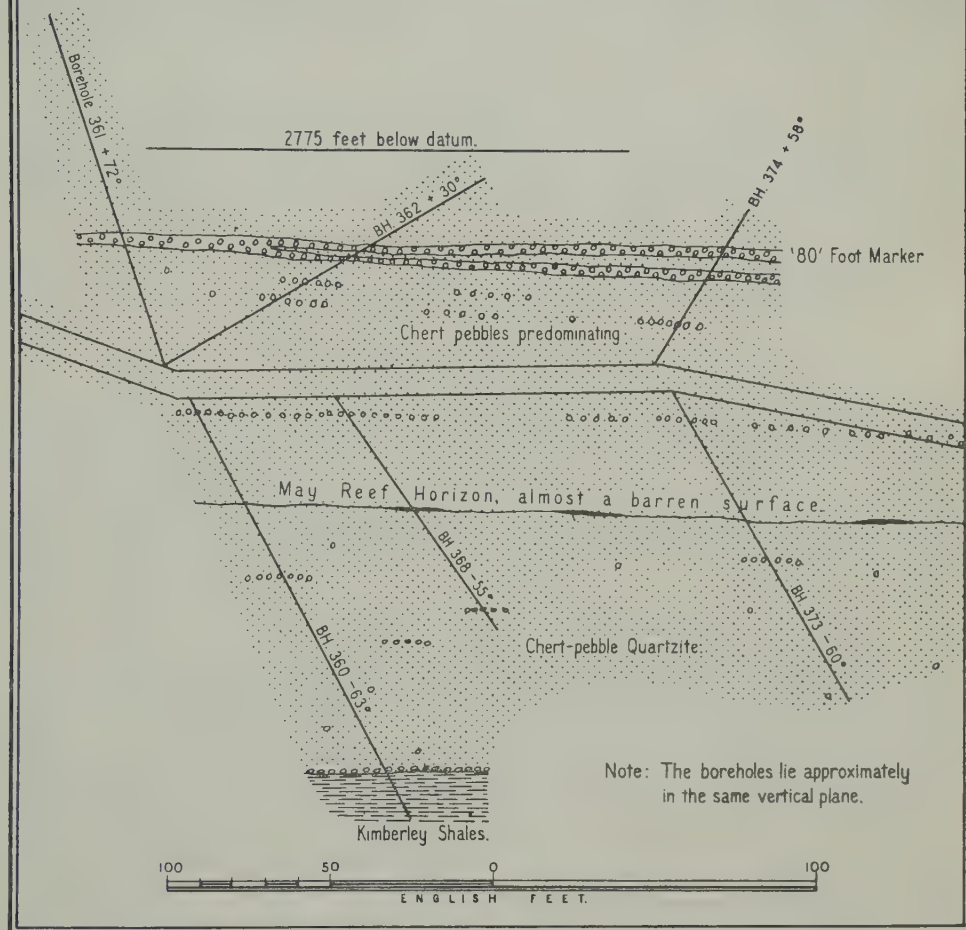 Borehole 361 + 72°
2775 feet below datum.
BH 362 + 30°
BH. 374 + 58°
'80' Foot Marker
Chert pebbles predominating
May Reef Horizon, almost a barren surface.
BH 368 -55°
BH 373 -60°
BH 360 -63°
Chert-pebble Quartzite.
Note: The boreholes lie approximately
in the same vertical plane.
Kimberley Shales.
100 50 0 100
ENGLISH FEET.